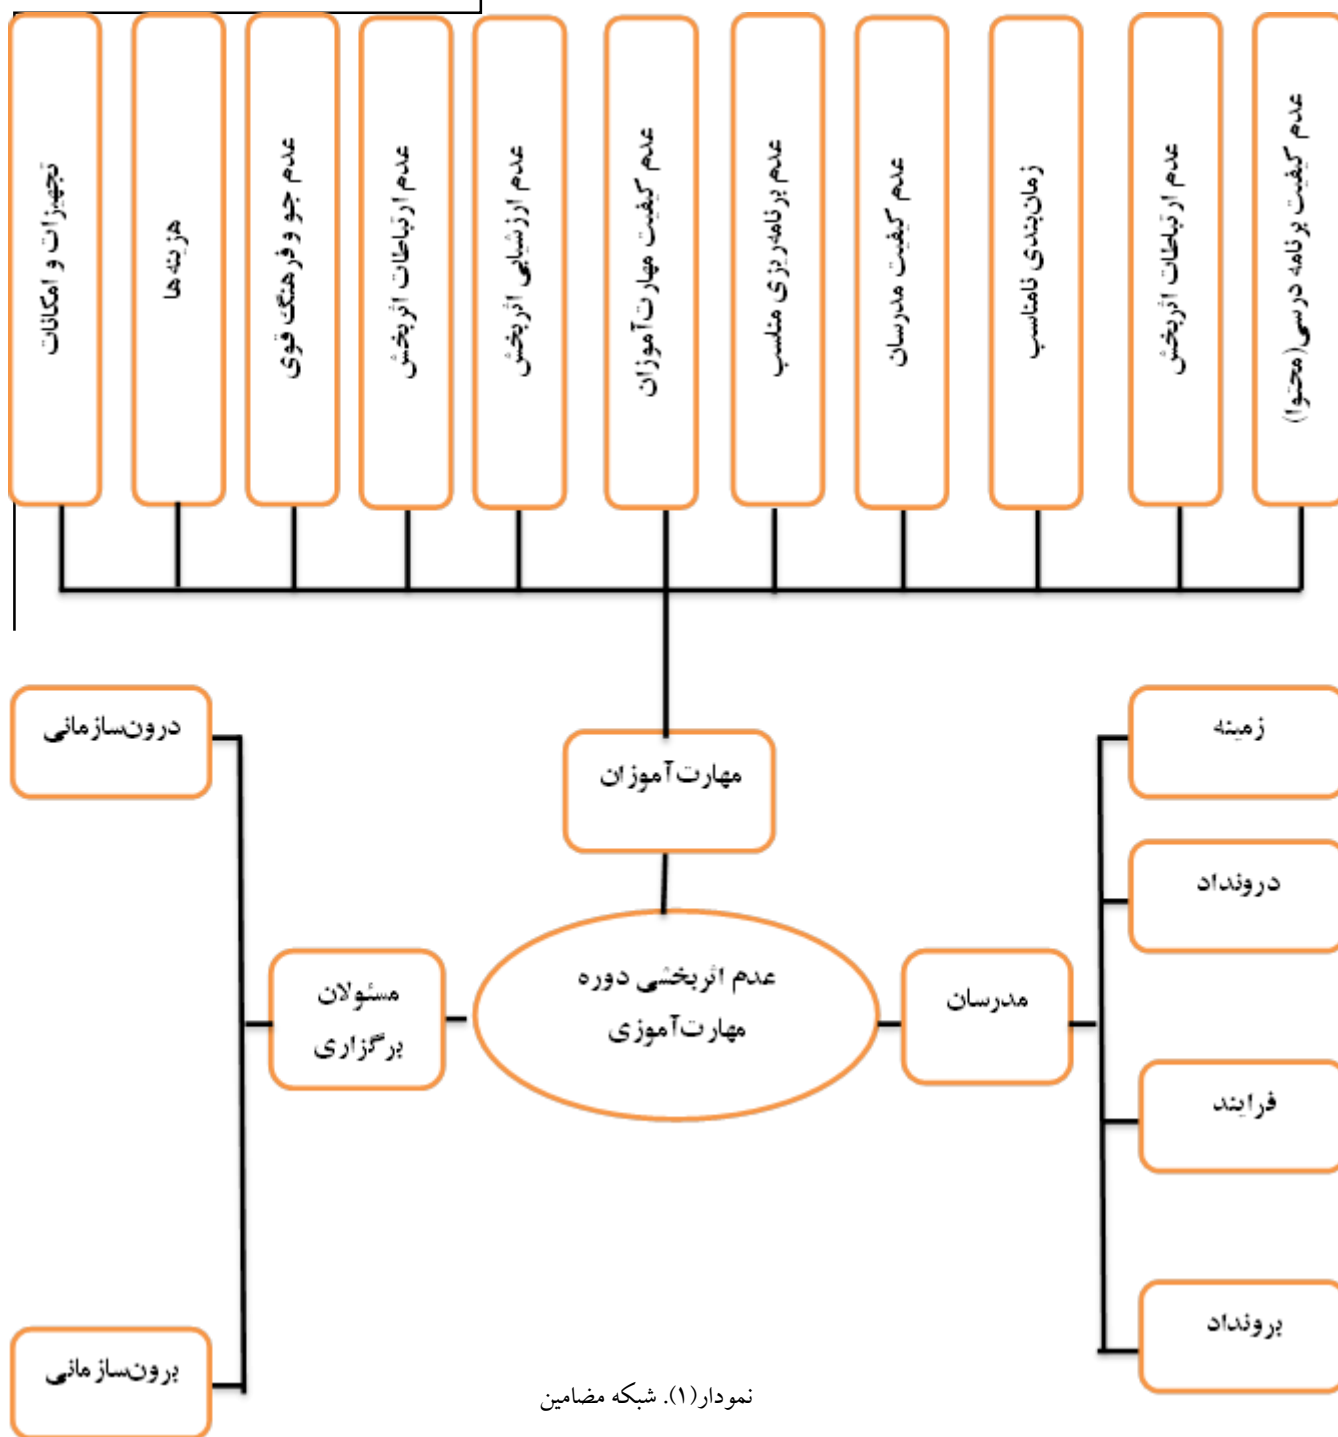 عدم کیفیت برنامه درسی(محتوا)
عدم ارتباطات اثربخش
زمان‌بندی نامناسب
عدم کیفیت مدرسان
عدم برنامه‌ریزی مناسب
عدم کیفیت مهارت‌آموزان
عدم ارزشیابی اثربخش
عدم ارتباطات اثربخش
عدم جو و فرهنگ قوی
هزینه‌ها
تجهیزات و امکانات
زمینه
درون‌سازمانی
مهارت‌آموزان
درونداد
عدم اثربخشی دوره
مهارت‌آموزی
مدرسان
مسئولان
برگزاری
فرایند
برونداد
برون‌سازمانی
نمودار(۱). شبکه مضامین